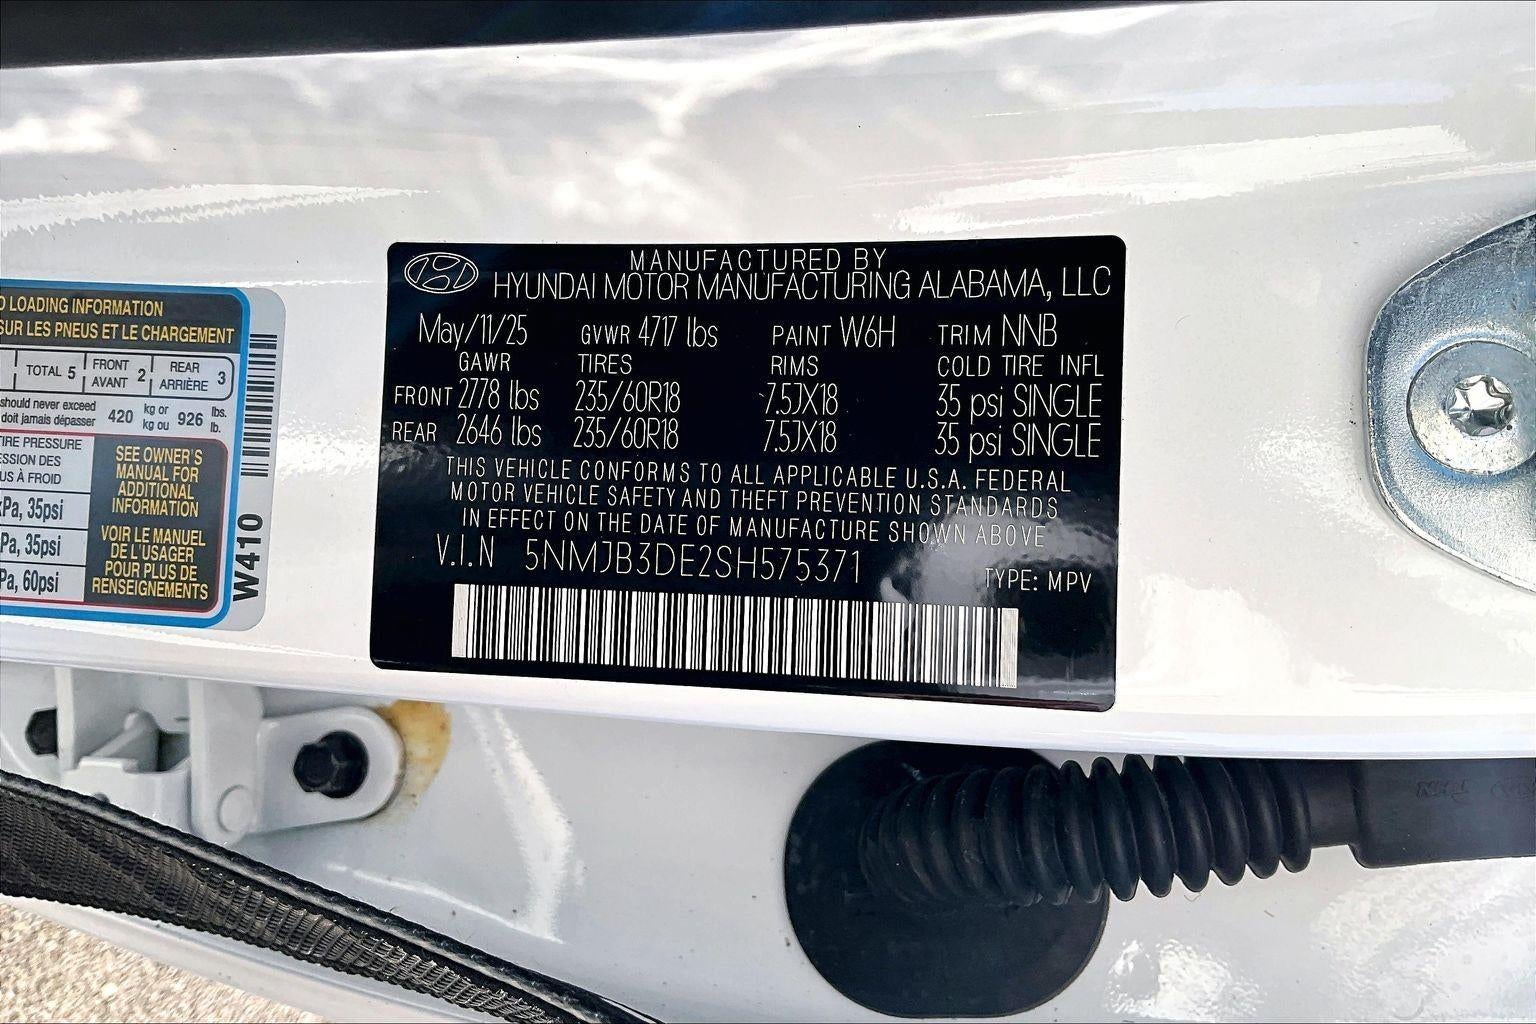 O LOADING INFORMATION
SUR LES PNEUS ET LE CHARGEMENT
TOTAL 5 FRONT AVANT 2 REAR ARRIÈRE 3
should never exceed 420 kg or 926 lbs.
doit jamais dépasser kg ou lb.
TIRE PRESSURE
ESSION DES
US À FROID
kPa, 35psi
Pa, 35psi
Pa, 60psi
SEE OWNER'S
MANUAL FOR
ADDITIONAL
INFORMATION
VOIR LE MANUEL
DE L'USAGER
POUR PLUS DE
RENSEIGNEMENTS
W410
MANUFACTURED BY
HYUNDAI MOTOR MANUFACTURING ALABAMA, LLC
May/11/25 GVWR 4717 lbs PAINT W6H TRIM NNB
GAWR TIRES RIMS COLD TIRE INFL
FRONT 2778 lbs 235/60R18 7.5JX18 35 psi SINGLE
REAR 2646 lbs 235/60R18 7.5JX18 35 psi SINGLE
THIS VEHICLE CONFORMS TO ALL APPLICABLE U.S.A. FEDERAL
MOTOR VEHICLE SAFETY AND THEFT PREVENTION STANDARDS
IN EFFECT ON THE DATE OF MANUFACTURE SHOWN ABOVE
V.I.N 5NMJB3DE2SH575371
TYPE: MPV